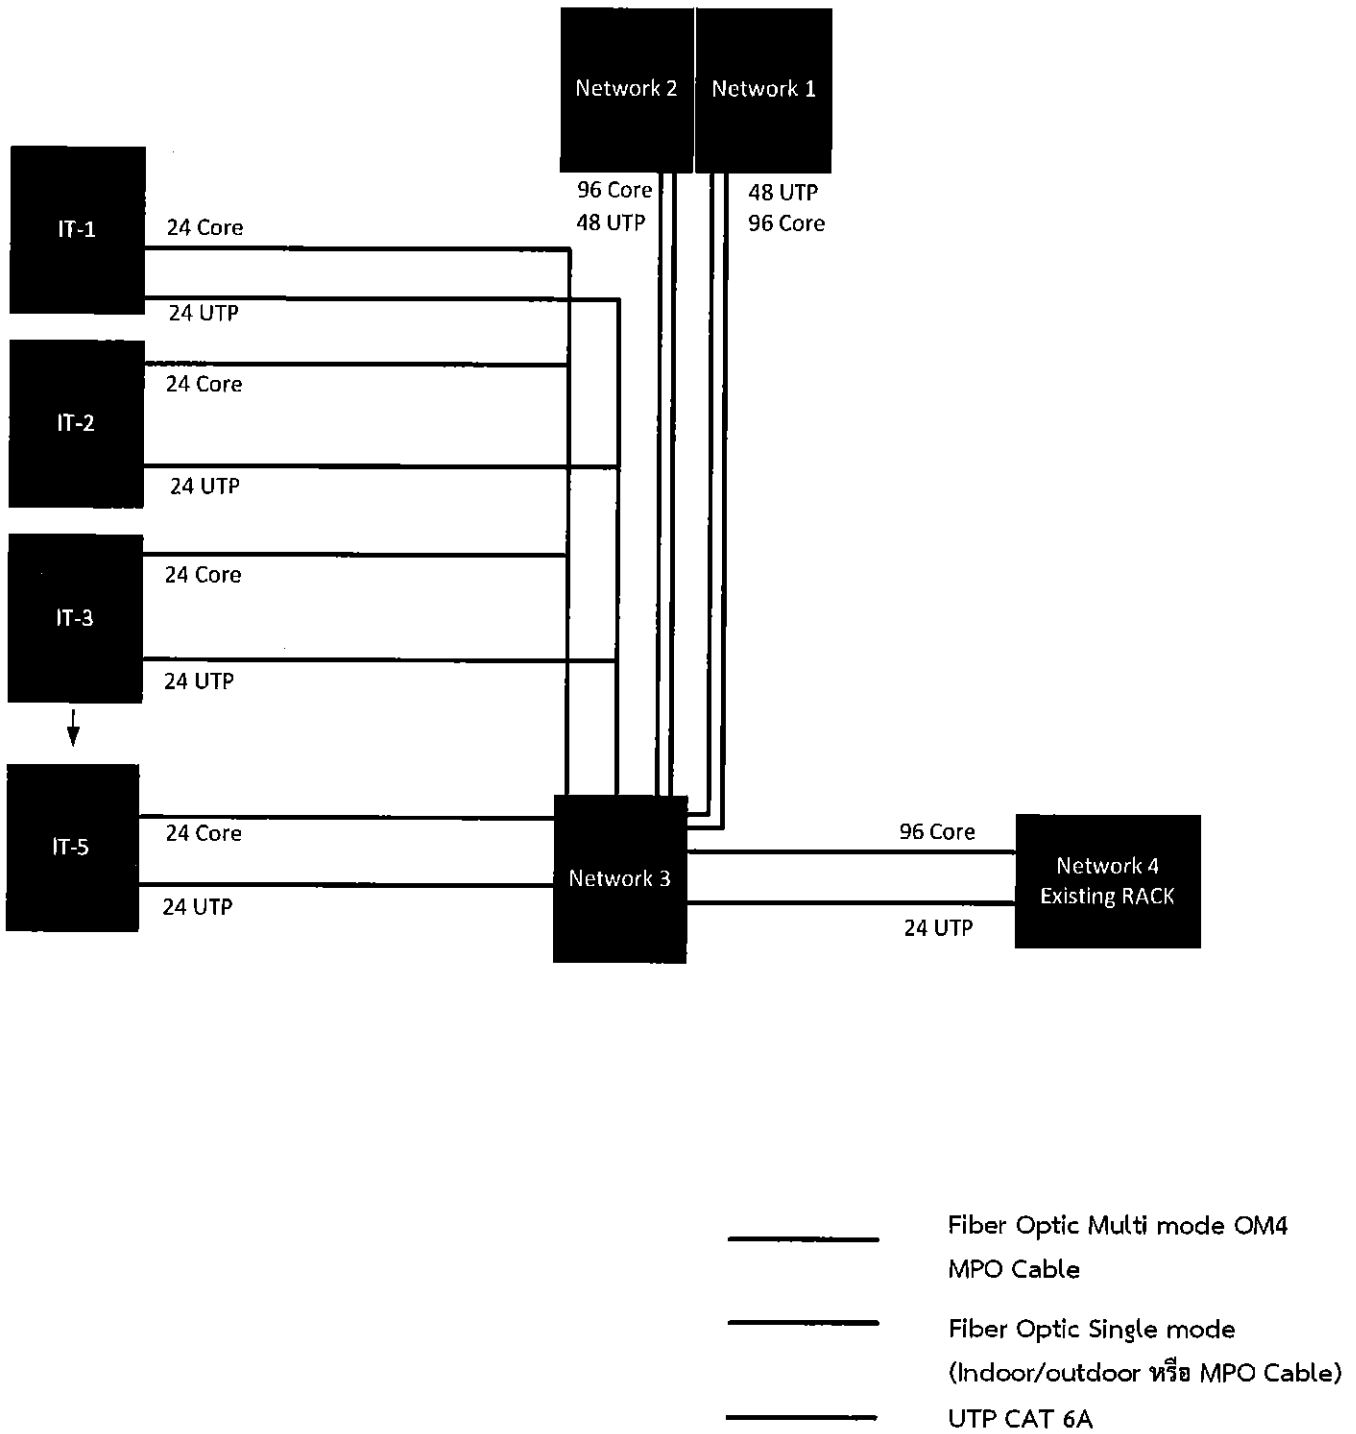 Network 2
Network 1
96 Core
48 UTP
48 UTP
96 Core
IT-1
24 Core
24 UTP
IT-2
24 Core
24 UTP
IT-3
24 Core
24 UTP
IT-5
24 Core
24 UTP
Network 3
96 Core
24 UTP
Network 4
Existing RACK
Fiber Optic Multi mode OM4
MPO Cable
Fiber Optic Single mode
(Indoor/outdoor หรือ MPO Cable)
UTP CAT 6A